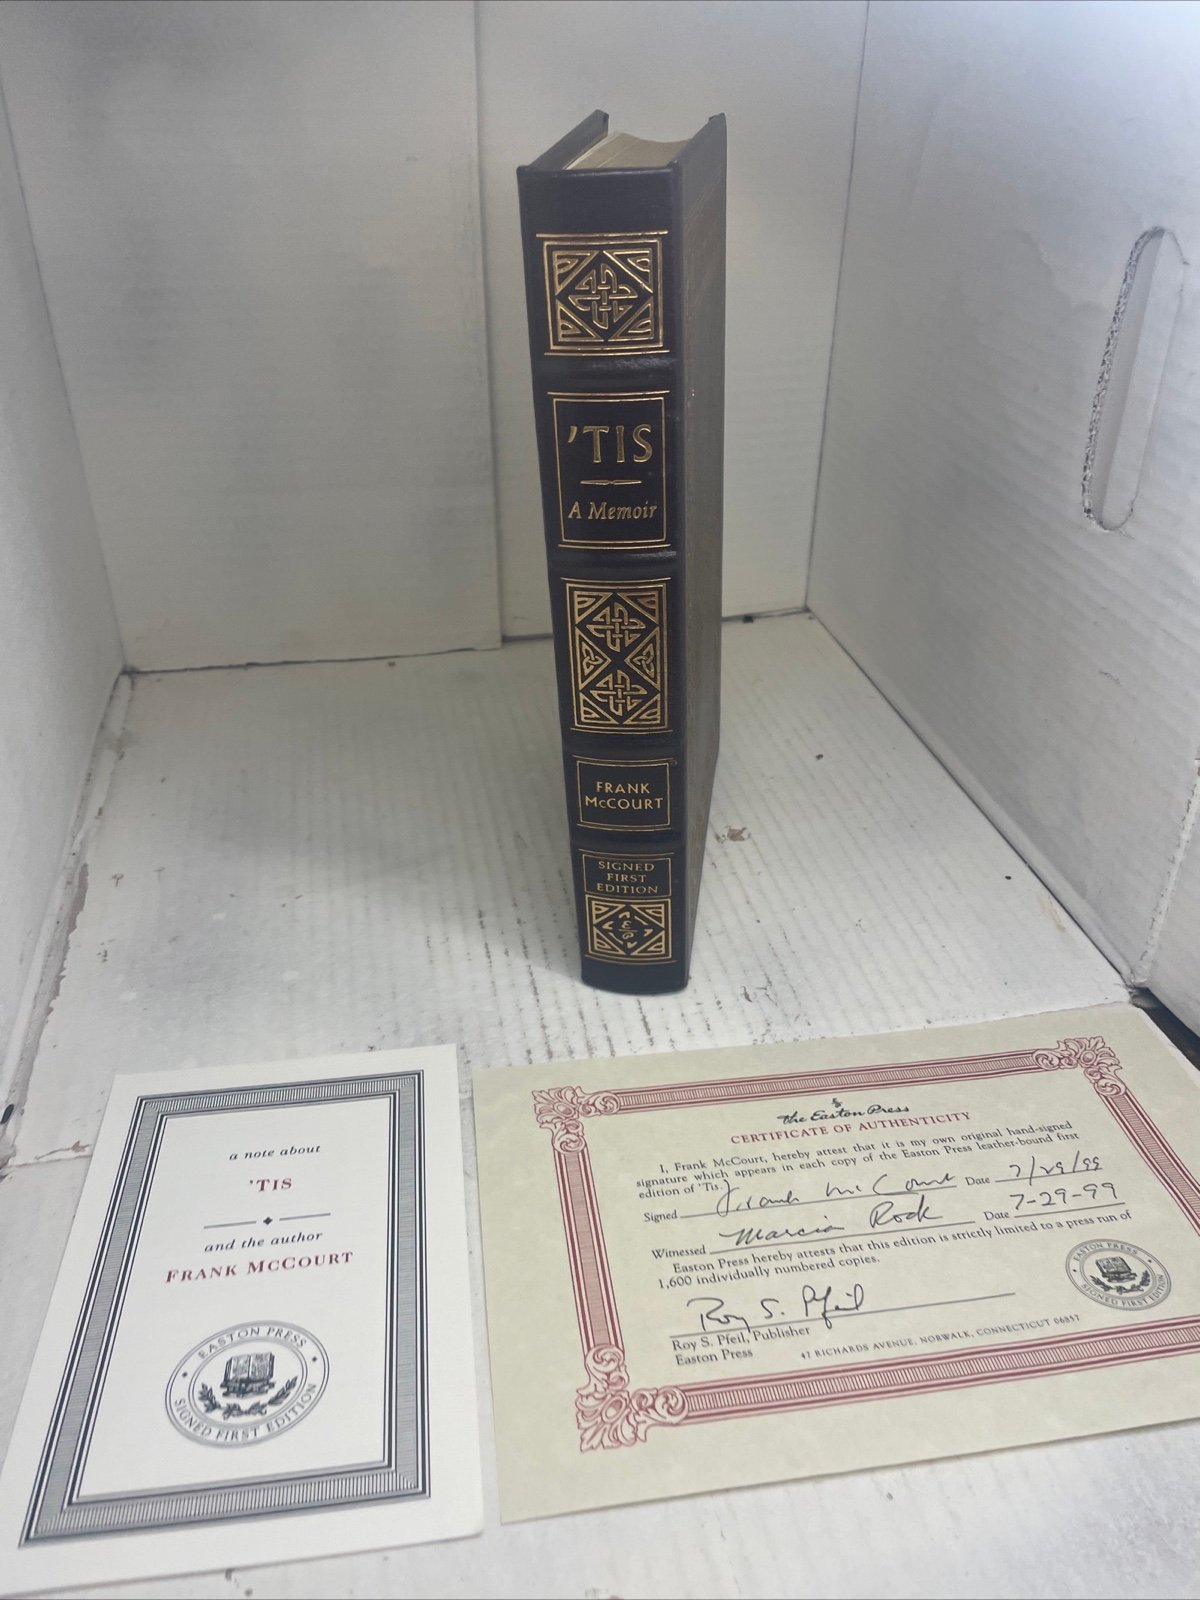 'TIS
A Memoir
FRANK
McCOURT
SIGNED
FIRST
EDITION
a note about
'TIS
and the author
FRANK McCOURT
EASTON PRESS
SIGNED FIRST EDITION
The Easton Press
CERTIFICATE OF AUTHENTICITY
I, Frank McCourt, hereby attest that it is my own original hand-signed
signature which appears in each copy of the Easton Press leather-bound first
edition of 'Tis.
Signed Frank McCourt Date 7/29/99
Witnessed Marcia Rock Date 7-29-99
Easton Press hereby attests that this edition is strictly limited to a press run of
1,600 individually numbered copies.
Roy S. Pfeil
Roy S. Pfeil, Publisher
Easton Press
47 RICHARDS AVENUE, NORWALK, CONNECTICUT 06857
EASTON PRESS
SIGNED FIRST EDITION